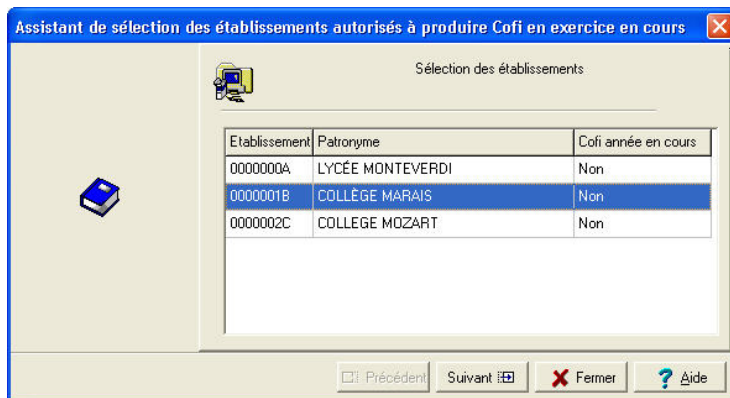 Assistant de sélection des établissements autorisés à produire Cofi en exercice en cours
Sélection des établissements
Etablissement Patronyme Cofi année en cours
0000000A LYCÉE MONTEVERDI Non
0000001B COLLÈGE MARAIS Non
0000002C COLLEGE MOZART Non
Précédent Suivant Fermer Aide